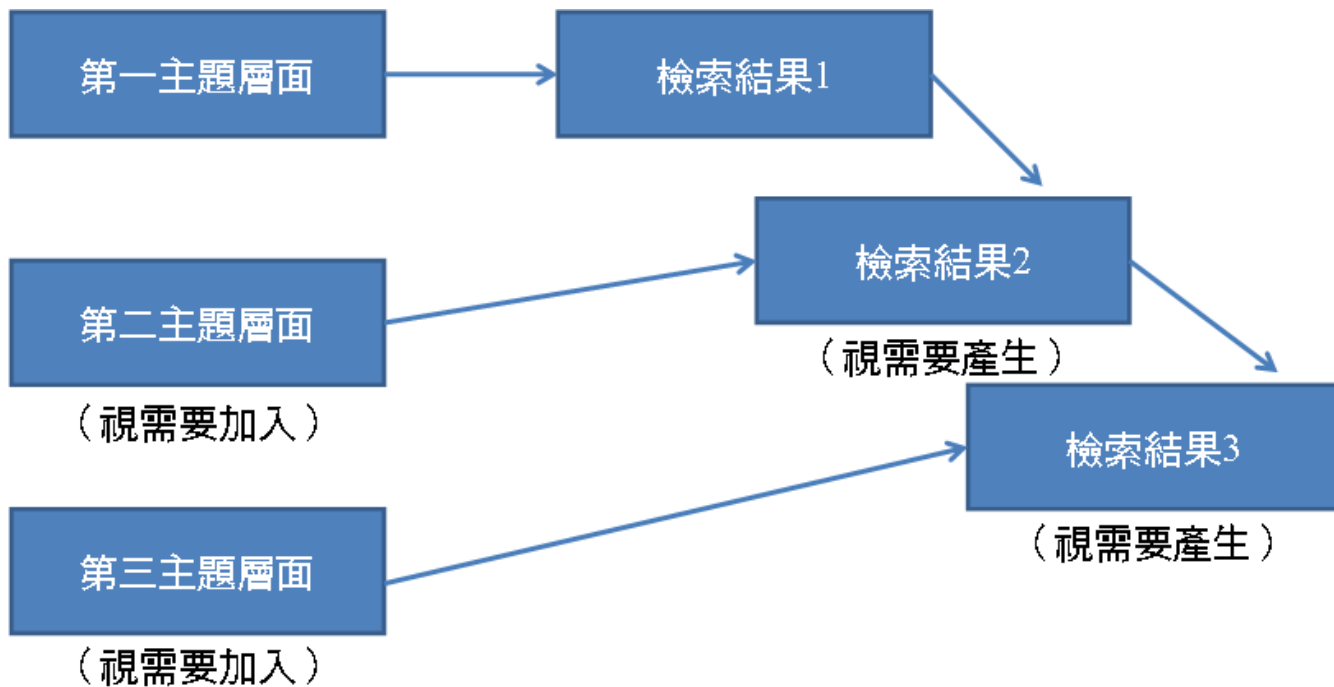 第一主題層面
檢索結果1
檢索結果2
（視需要產生）
第二主題層面
（視需要加入）
檢索結果3
（視需要產生）
第三主題層面
（視需要加入）